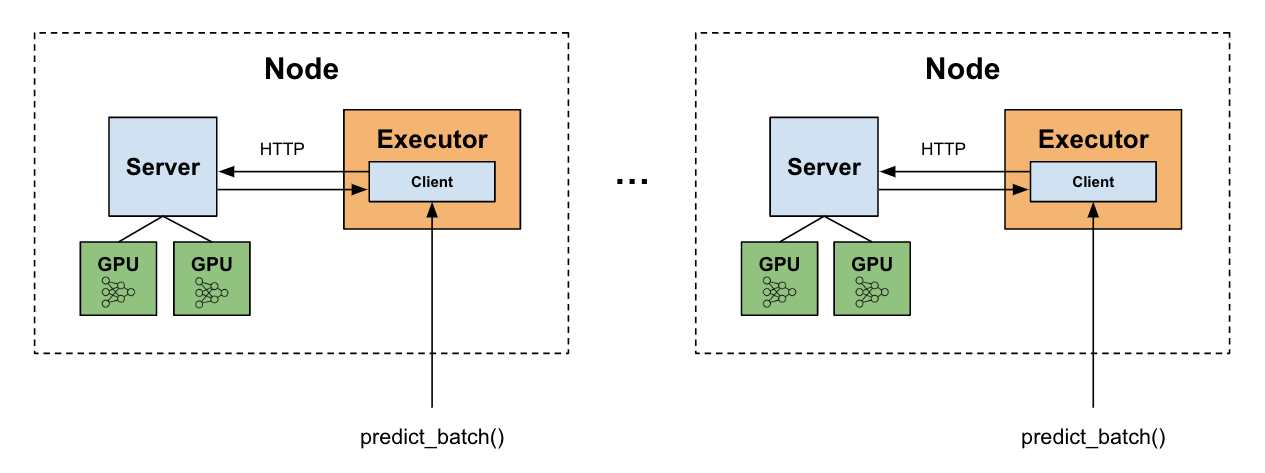 Node
Server
HTTP
Executor
Client
GPU
GPU
predict_batch()
...
Node
Server
HTTP
Executor
Client
GPU
GPU
predict_batch()